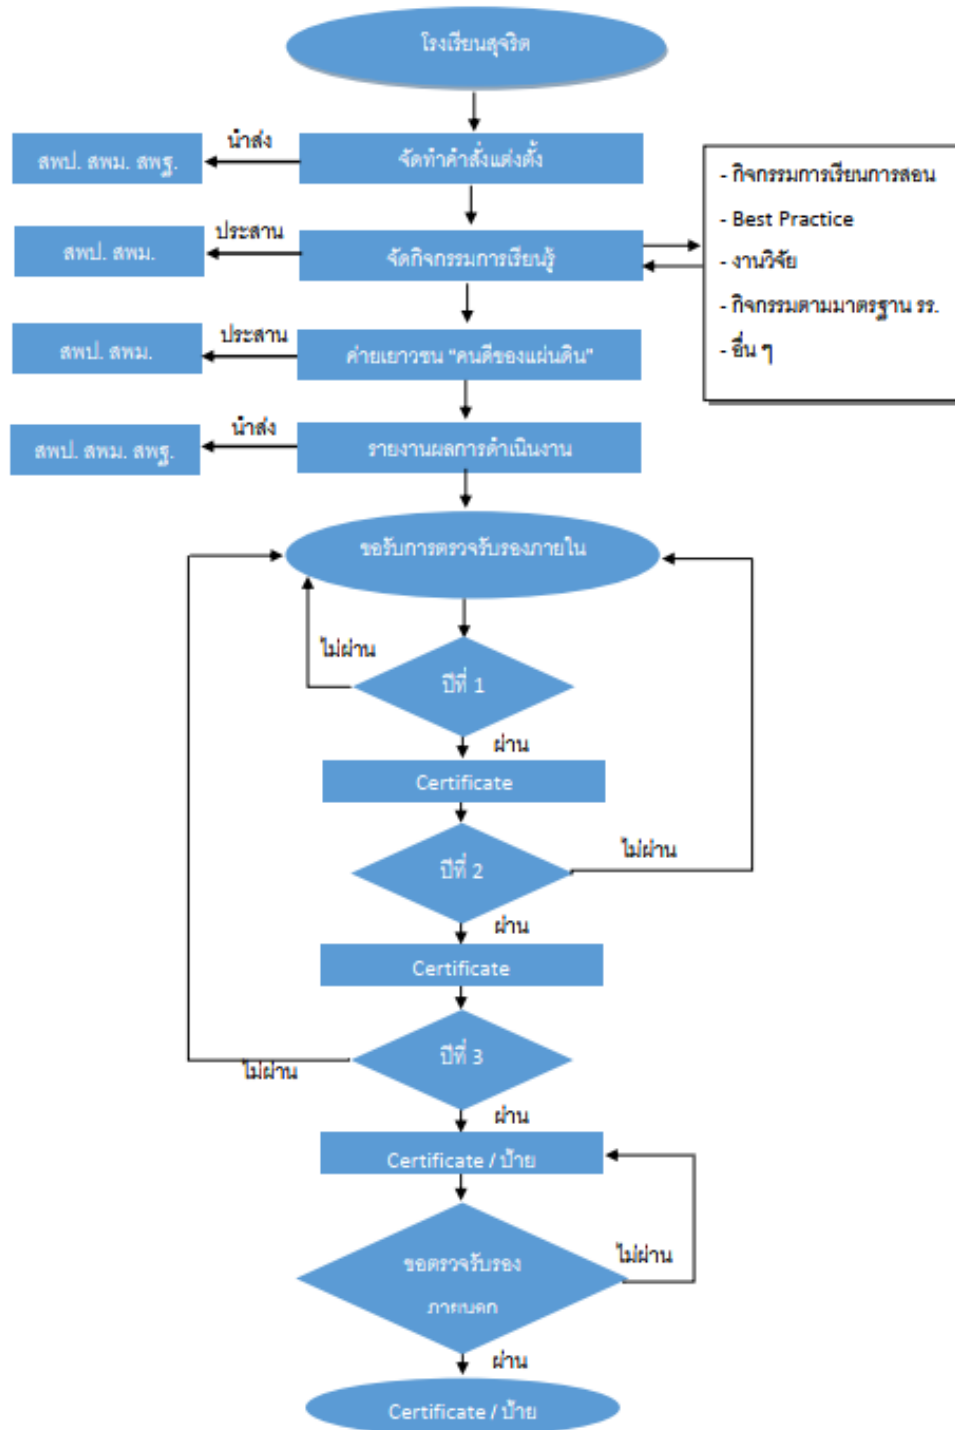 โรงเรียนสุจริต
สพป. สพม. สพฐ.
นำส่ง
จัดทำคำสั่งแต่งตั้ง
- กิจกรรมการเรียนการสอน
- Best Practice
- งานวิจัย
- กิจกรรมตามมาตรฐาน รร.
- อื่น ๆ
สพป. สพม.
ประสาน
จัดกิจกรรมการเรียนรู้
สพป. สพม.
ประสาน
ค่ายเยาวชน "คนดีของแผ่นดิน"
สพป. สพม. สพฐ.
นำส่ง
รายงานผลการดำเนินงาน
ขอรับการตรวจรับรองภายใน
ไม่ผ่าน
ปีที่ 1
ผ่าน
Certificate
ปีที่ 2
ไม่ผ่าน
ผ่าน
Certificate
ปีที่ 3
ไม่ผ่าน
ผ่าน
Certificate / ป้าย
ขอตรวจรับรอง
ภายนอก
ไม่ผ่าน
ผ่าน
Certificate / ป้าย